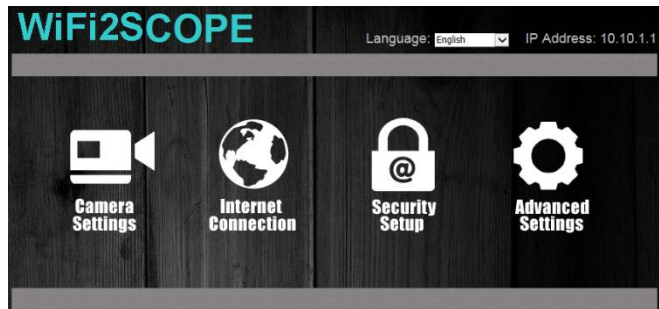 WiFi2SCOPE
Language: English IP Address: 10.10.1.1
@
Camera
Settings
Internet
Connection
Security
Setup
Advanced
Settings